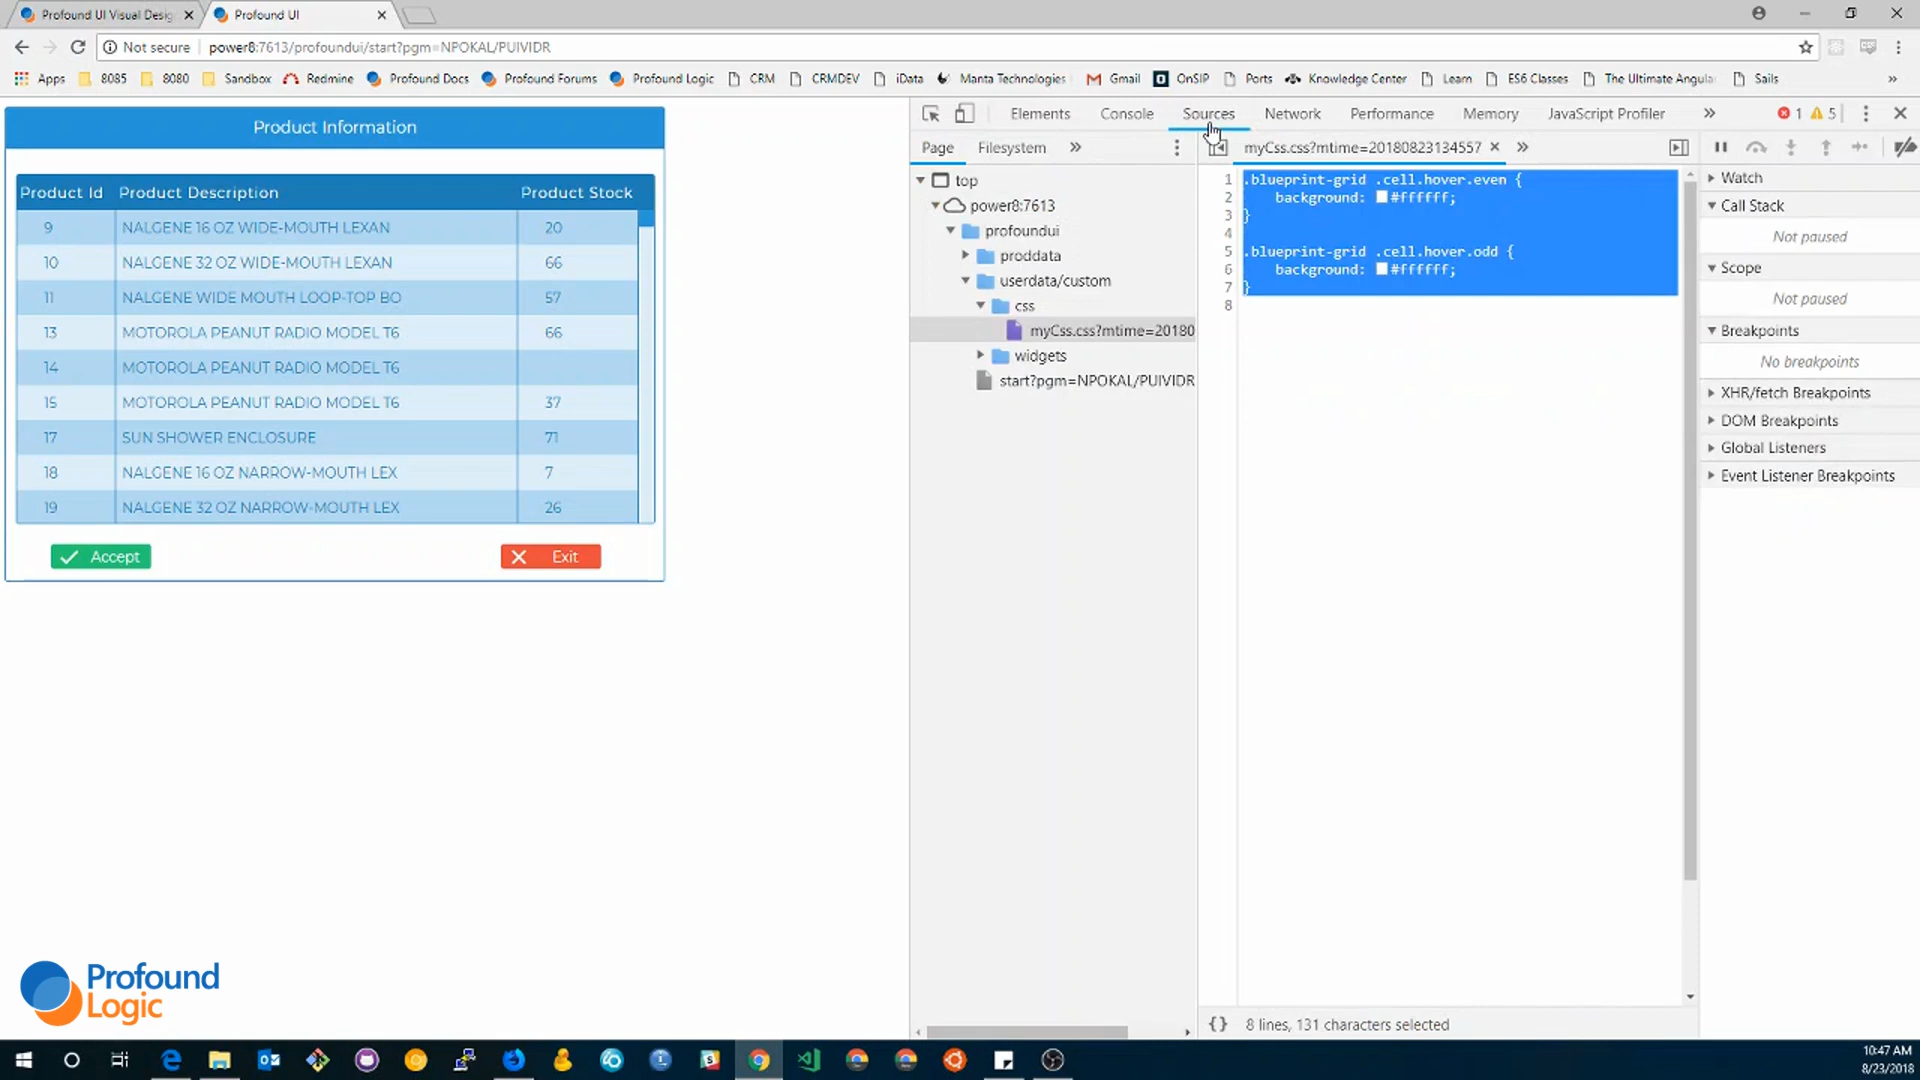 Profound UI Visual Desig
Profound UI
Not secure
power8:7613/profoundui/start?pgm=NPOKAL/PUIVIDR
Apps
8085
8080
Sandbox
Redmine
Profound Docs
Profound Forums
Profound Logic
CRM
CRMDEV
iData
Manta Technologies
Gmail
OnSIP
Ports
Knowledge Center
Learn
ES6 Classes
The Ultimate Angula
Sails
Product Information
Product Id Product Description Product Stock
9 NALGENE 16 OZ WIDE-MOUTH LEXAN 20
10 NALGENE 32 OZ WIDE-MOUTH LEXAN 66
11 NALGENE WIDE MOUTH LOOP-TOP BO 57
13 MOTOROLA PEANUT RADIO MODEL T6 66
14 MOTOROLA PEANUT RADIO MODEL T6
15 MOTOROLA PEANUT RADIO MODEL T6 37
17 SUN SHOWER ENCLOSURE 71
18 NALGENE 16 OZ NARROW-MOUTH LEX 7
19 NALGENE 32 OZ NARROW-MOUTH LEX 26
Accept
Exit
Elements Console Sources Network Performance Memory JavaScript Profiler » 1 5
Page Filesystem »
top
power8:7613
profoundui
proddata
userdata/custom
css
myCss.css?mtime=20180
widgets
start?pgm=NPOKAL/PUIVIDR
myCss.css?mtime=20180823134557
1 .blueprint-grid .cell.hover.even {
2 background: #ffffff;
3 }
4
5 .blueprint-grid .cell.hover.odd {
6 background: #ffffff;
7 }
8
{} 8 lines, 131 characters selected
Watch
Call Stack
Not paused
Scope
Not paused
Breakpoints
No breakpoints
XHR/fetch Breakpoints
DOM Breakpoints
Global Listeners
Event Listener Breakpoints
Profound
Logic
10:47 AM
8/23/2018